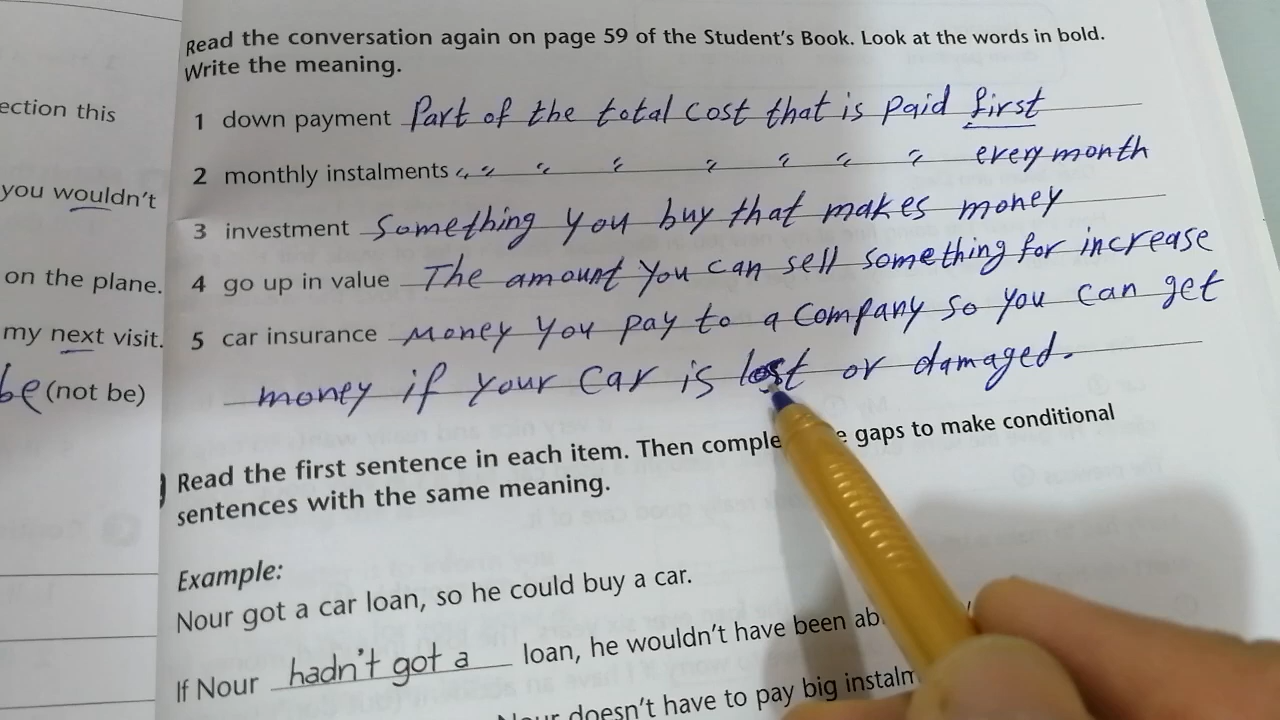 Read the conversation again on page 59 of the Student's Book. Look at the words in bold.
Write the meaning.
ection this
1 down payment Part of the total cost that is paid first
2 monthly instalments " " " " " " " every month
you wouldn't
3 investment Something you buy that makes money
on the plane.
4 go up in value The amount you can sell something for increase
my next visit.
5 car insurance Money you pay to a company so you can get
be (not be)
money if your car is lost or damaged.
Read the first sentence in each item. Then comple e gaps to make conditional
sentences with the same meaning.
Example:
Nour got a car loan, so he could buy a car.
If Nour hadn't got a loan, he wouldn't have been ab
Nour doesn't have to pay big instalm